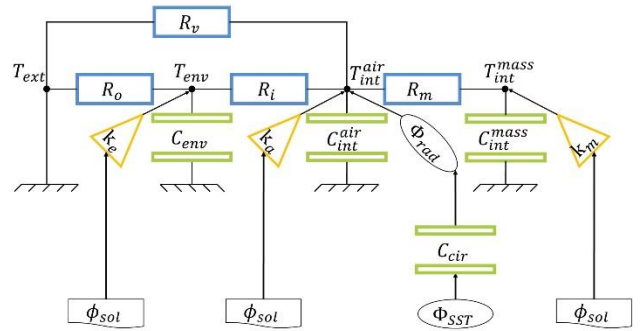 R_v
T_ext R_o T_env R_i T_int^air R_m T_int^mass
k_e C_env k_a C_int^air Φ_rad C_int^mass k_m
C_cir
ϕ_sol ϕ_sol Φ_SST ϕ_sol